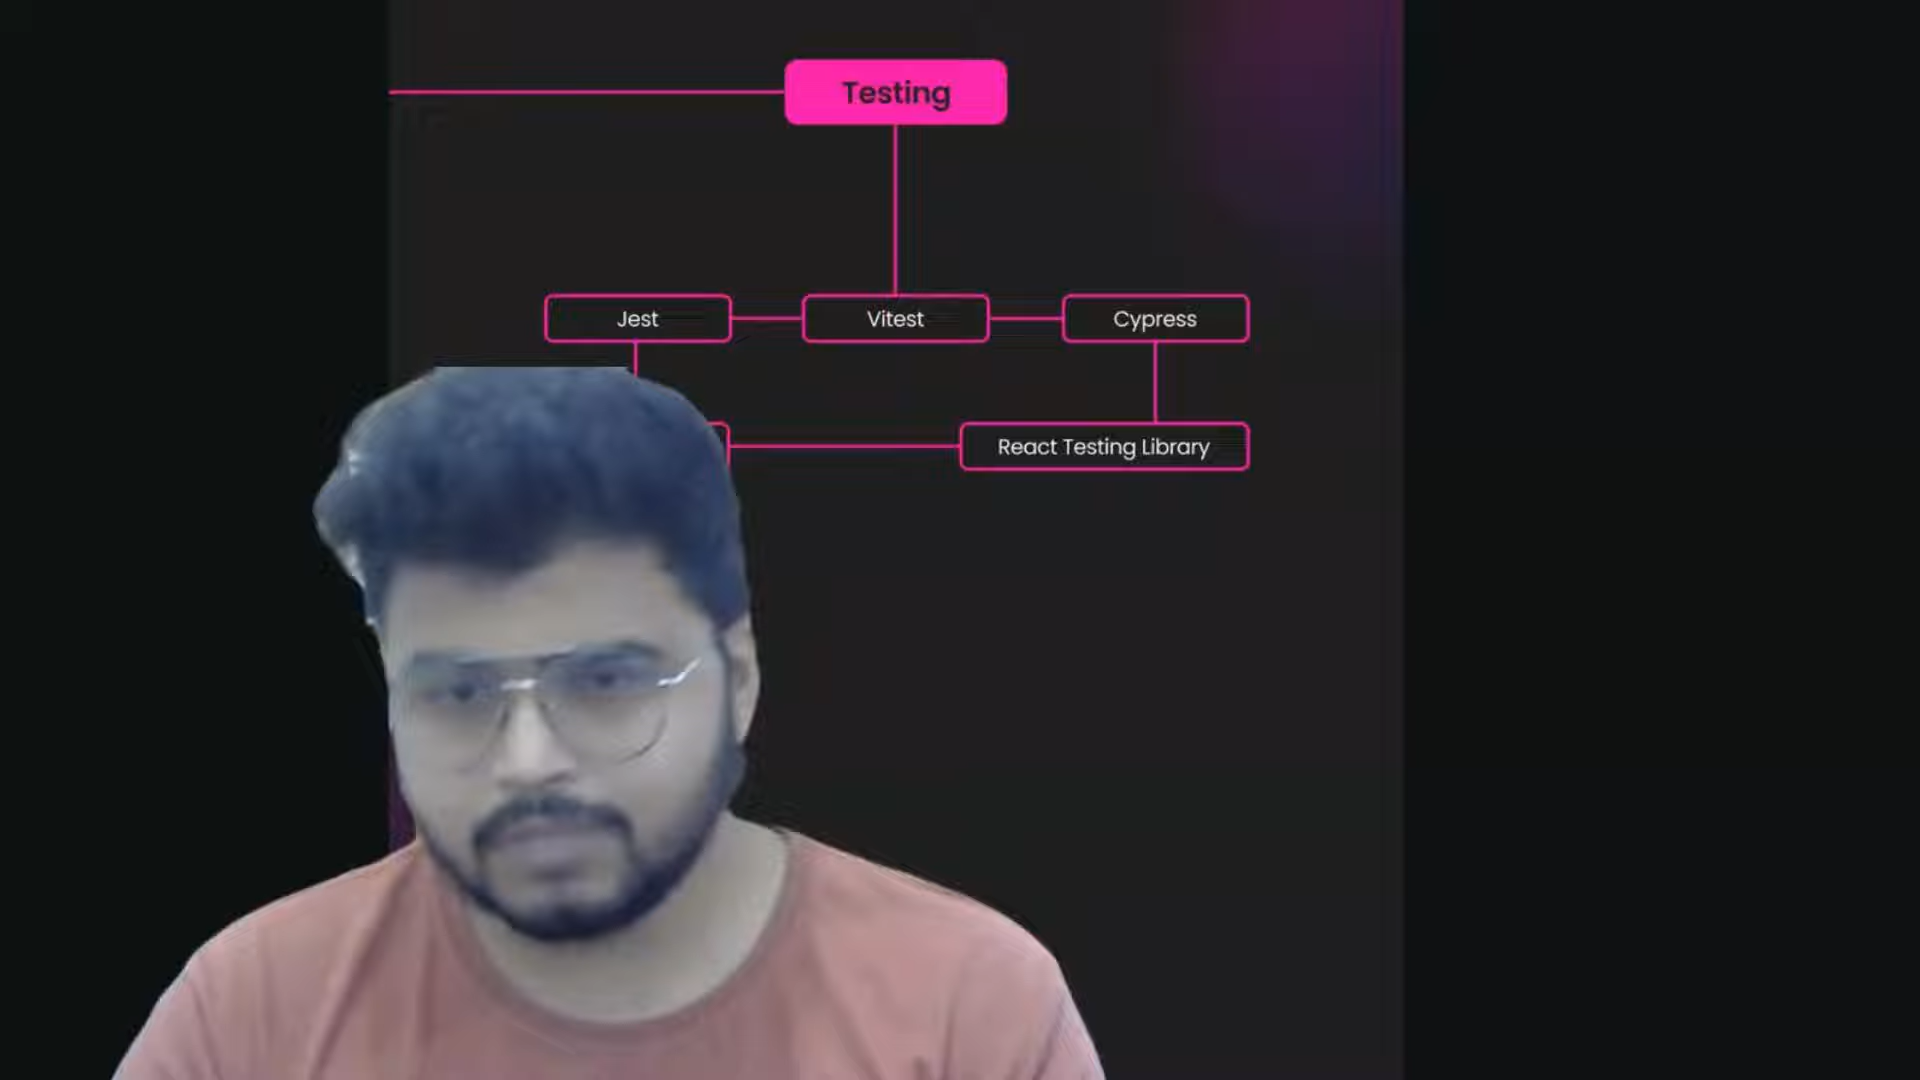 Testing
Jest
Vitest
Cypress
React Testing Library